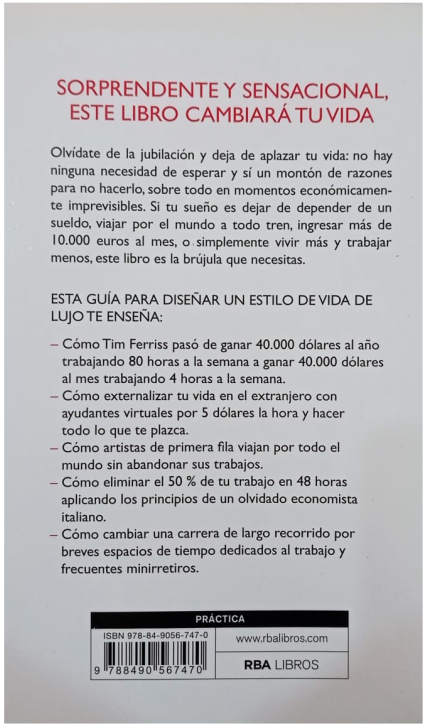 SORPRENDENTE Y SENSACIONAL,
ESTE LIBRO CAMBIARÁ TU VIDA
Olvídate de la jubilación y deja de aplazar tu vida: no hay
ninguna necesidad de esperar y sí un montón de razones
para no hacerlo, sobre todo en momentos económicamen-
te imprevisibles. Si tu sueño es dejar de depender de un
sueldo, viajar por el mundo a todo tren, ingresar más de
10.000 euros al mes, o simplemente vivir más y trabajar
menos, este libro es la brújula que necesitas.
ESTA GUÍA PARA DISEÑAR UN ESTILO DE VIDA DE
LUJO TE ENSEÑA:
– Cómo Tim Ferriss pasó de ganar 40.000 dólares al año
trabajando 80 horas a la semana a ganar 40.000 dólares
al mes trabajando 4 horas a la semana.
– Cómo externalizar tu vida en el extranjero con
ayudantes virtuales por 5 dólares la hora y hacer
todo lo que te plazca.
– Cómo artistas de primera fila viajan por todo el
mundo sin abandonar sus trabajos.
– Cómo eliminar el 50 % de tu trabajo en 48 horas
aplicando los principios de un olvidado economista
italiano.
– Cómo cambiar una carrera de largo recorrido por
breves espacios de tiempo dedicados al trabajo y
frecuentes minirretiros.
PRÁCTICA
ISBN 978-84-9056-747-0
9 788490 567470
www.rbalibros.com
RBA LIBROS